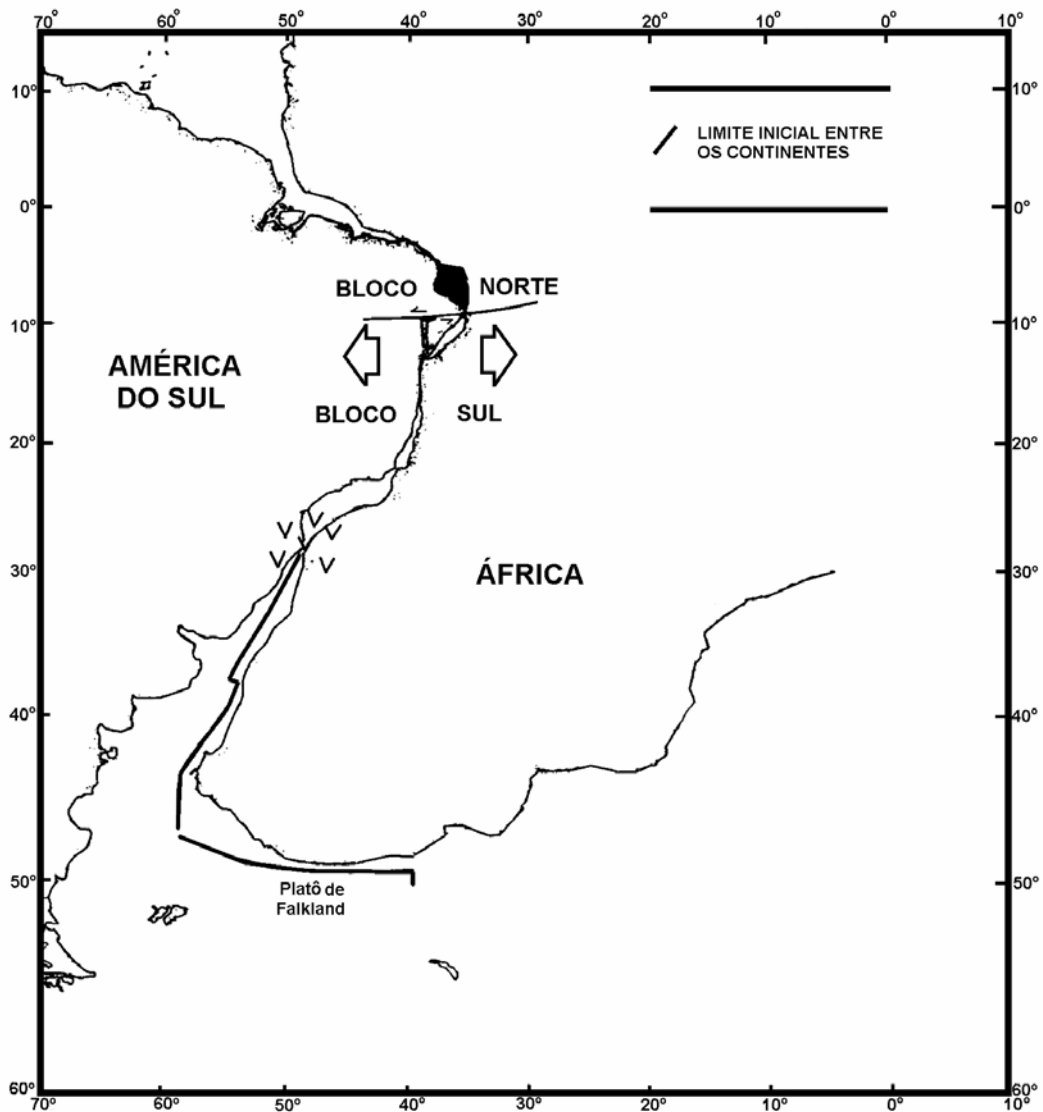 70° 60° 50° 40° 30° 20° 10° 0° 10°
10° 10°
LIMITE INICIAL ENTRE
OS CONTINENTES
0° 0°
BLOCO NORTE
10° 10°
AMÉRICA
DO SUL
BLOCO SUL
20° 20°
30° ÁFRICA 30°
40° 40°
50° 50°
Platô de
Falkland
60° 60°
70° 60° 50° 40° 30° 20° 10° 0° 10°